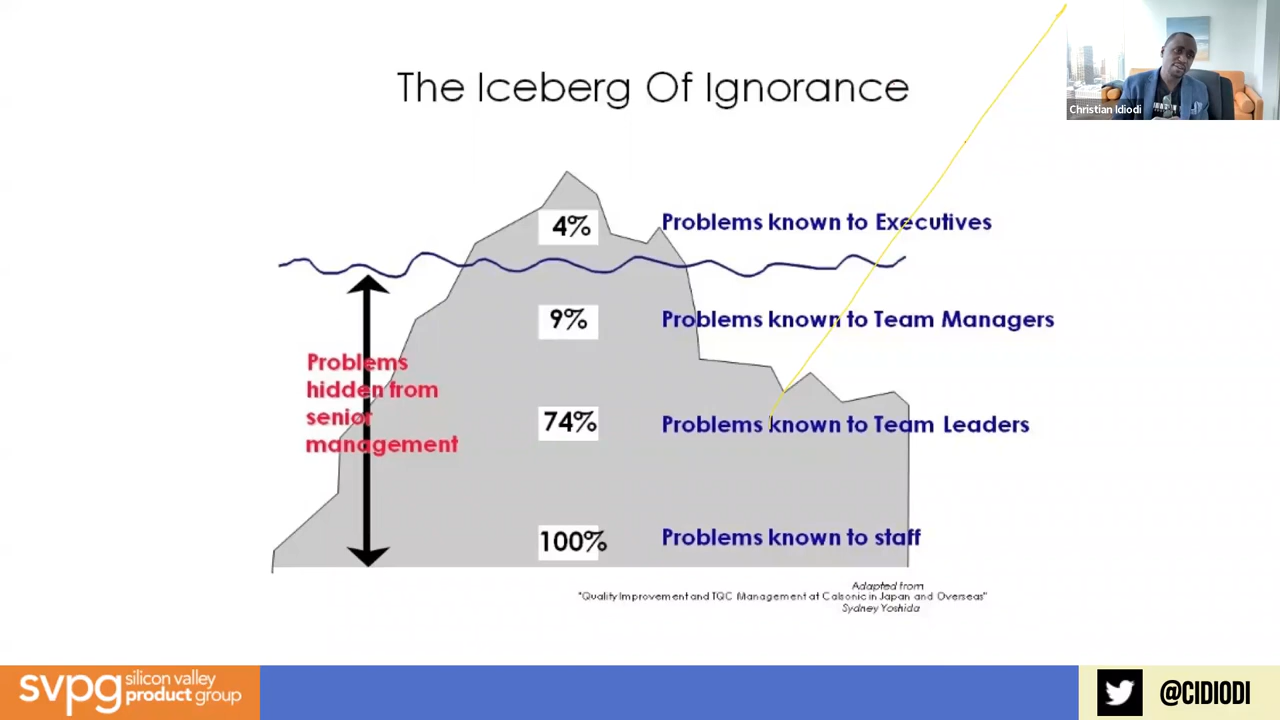 The Iceberg Of Ignorance
Christian Idiodi
4%
Problems known to Executives
9%
Problems known to Team Managers
Problems
hidden from
senior
management
74%
Problems known to Team Leaders
100%
Problems known to staff
Adapted from
"Quality Improvement and TQC Management at Calsonic in Japan and Overseas"
Sydney Yoshida
svpg
silicon valley
product group
@CIDIODI